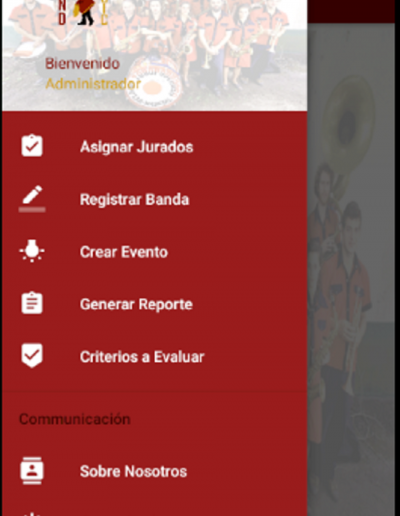 Bienvenido
Administrador
Asignar Jurados
Registrar Banda
Crear Evento
Generar Reporte
Criterios a Evaluar
Communicación
Sobre Nosotros